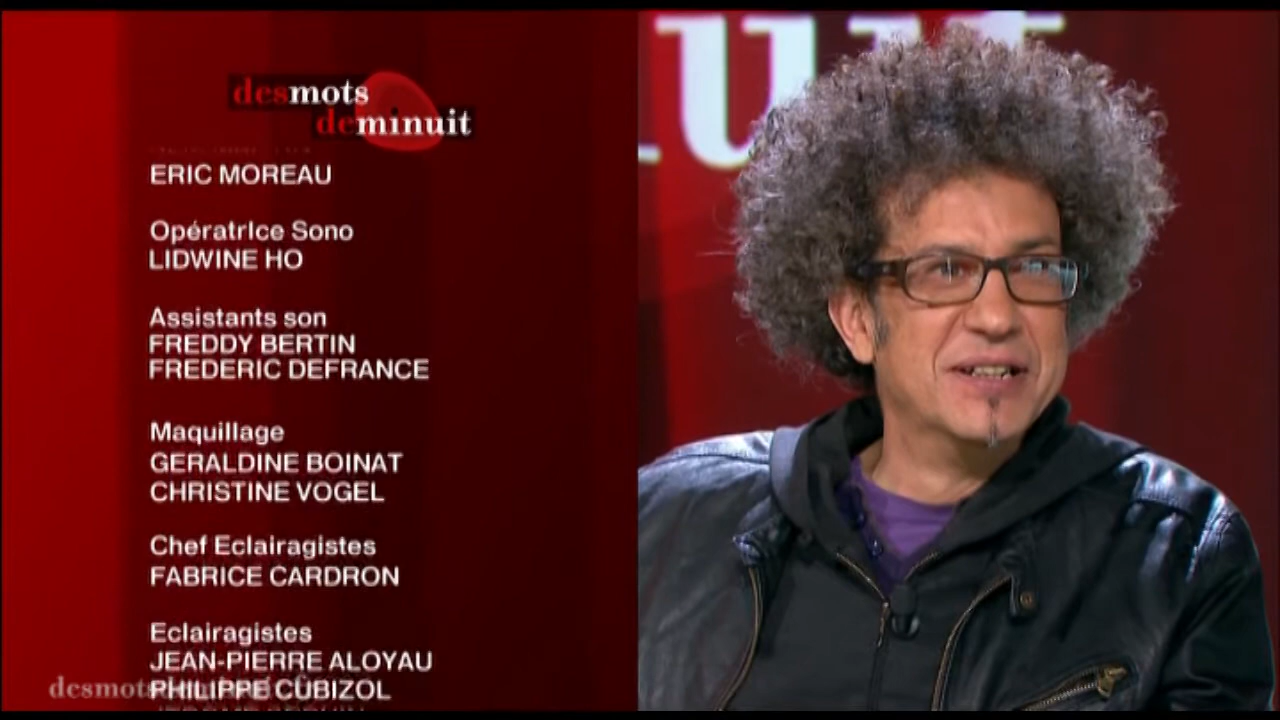 desmots
deminuit
ERIC MOREAU
OpératrIce Sono
LIDWINE HO
Assistants son
FREDDY BERTIN
FREDERIC DEFRANCE
Maquillage
GERALDINE BOINAT
CHRISTINE VOGEL
Chef Eclairagistes
FABRICE CARDRON
Eclairagistes
JEAN-PIERRE ALOYAU
PHILIPPE CUBIZOL